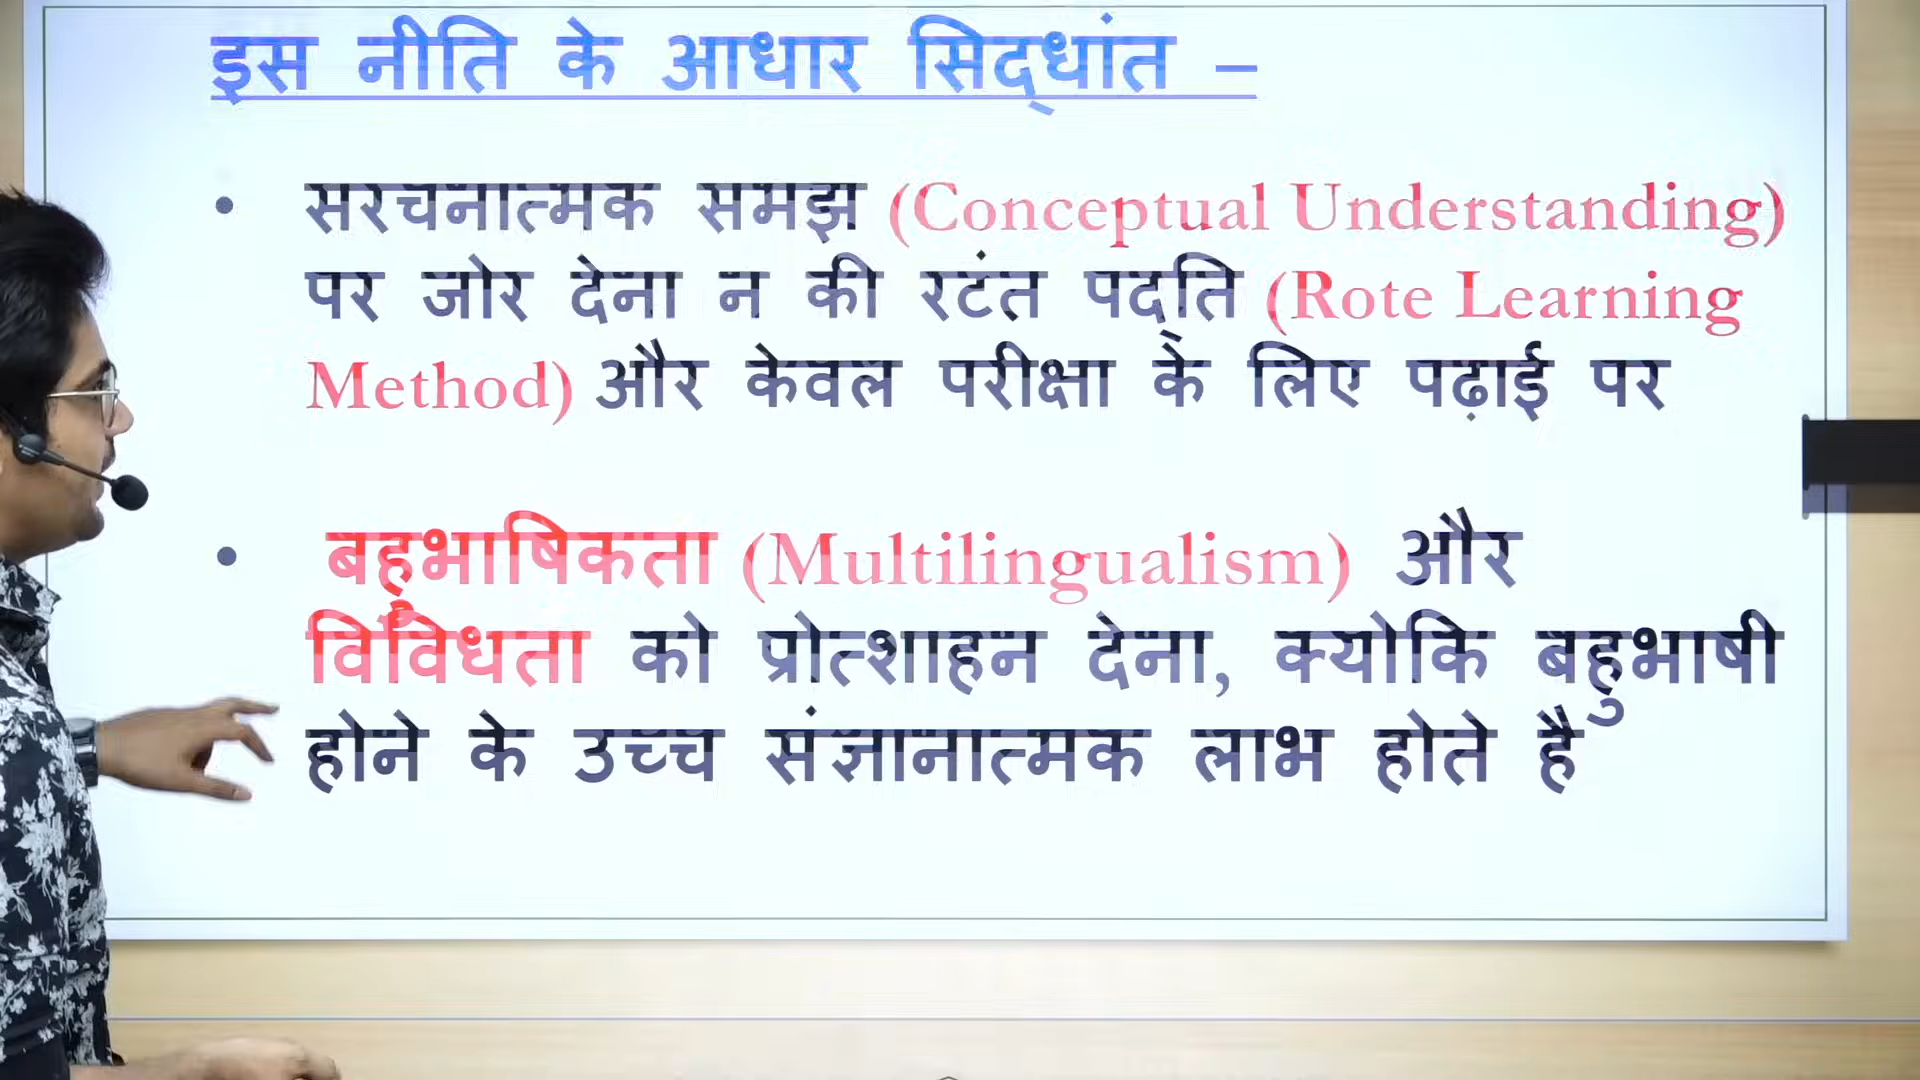 इस नीति के आधार सिद्धांत –
• सरचनात्मक समझ (Conceptual Understanding)
पर जोर देना न की रटंत पद्ति (Rote Learning
Method) और केवल परीक्षा के लिए पढ़ाई पर
• बहुभाषिकता (Multilingualism) और
विविधता को प्रोत्शाहन देना, क्योकि बहुभाषी
होने के उच्च संज्ञानात्मक लाभ होते है